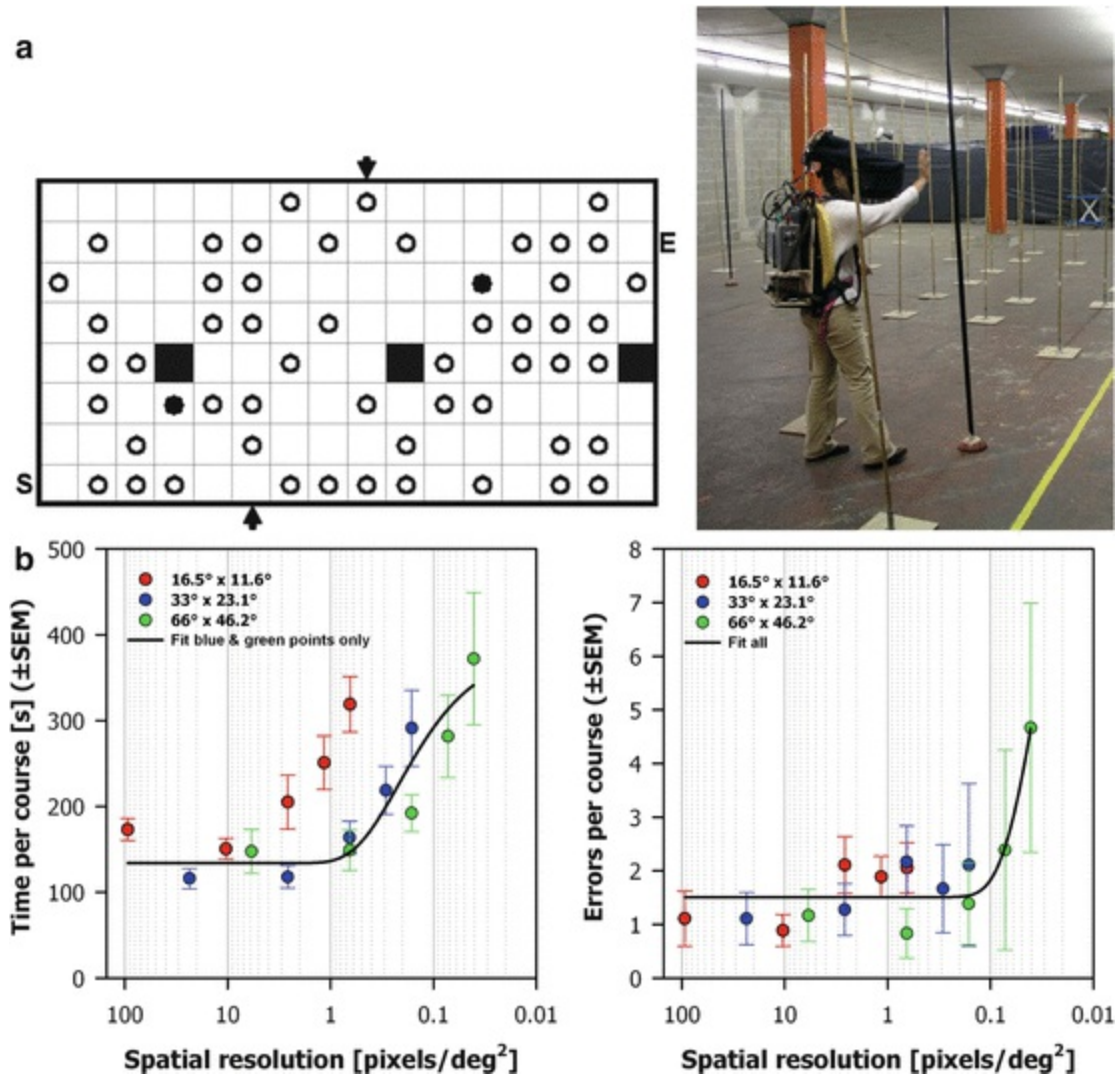 a
E
S
b
500
400
300
200
100
0
Time per course [s] (±SEM)
16.5° x 11.6°
33° x 23.1°
66° x 46.2°
Fit blue & green points only
100
10
1
0.1
0.01
Spatial resolution [pixels/deg²]
8
7
6
5
4
3
2
1
0
Errors per course (±SEM)
16.5° x 11.6°
33° x 23.1°
66° x 46.2°
Fit all
100
10
1
0.1
0.01
Spatial resolution [pixels/deg²]